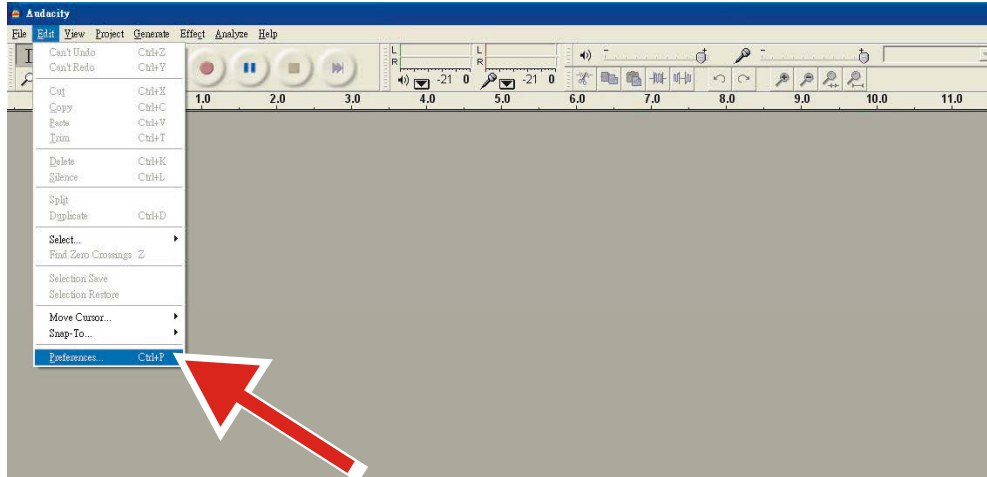 Audacity
File Edit View Project Generate Effect Analyze Help
Can't Undo Ctrl+Z
Can't Redo Ctrl+Y
Cut Ctrl+X
Copy Ctrl+C
Paste Ctrl+V
Trim Ctrl+T
Delete Ctrl+K
Silence Ctrl+L
Split
Duplicate Ctrl+D
Select...
Find Zero Crossings Z
Selection Save
Selection Restore
Move Cursor...
Snap-To...
Preferences... Ctrl+P
L
R
L
R
-21 0
-21 0
1.0 2.0 3.0 4.0 5.0 6.0 7.0 8.0 9.0 10.0 11.0